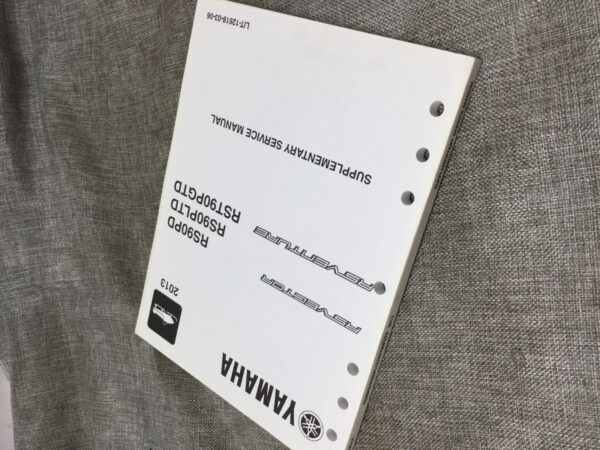 YAMAHA
2013
RSVECTOR
RSVENTURE
RS90PD
RS90PLTD
RST90PGTD
SUPPLEMENTARY SERVICE MANUAL
LIT-12618-03-06